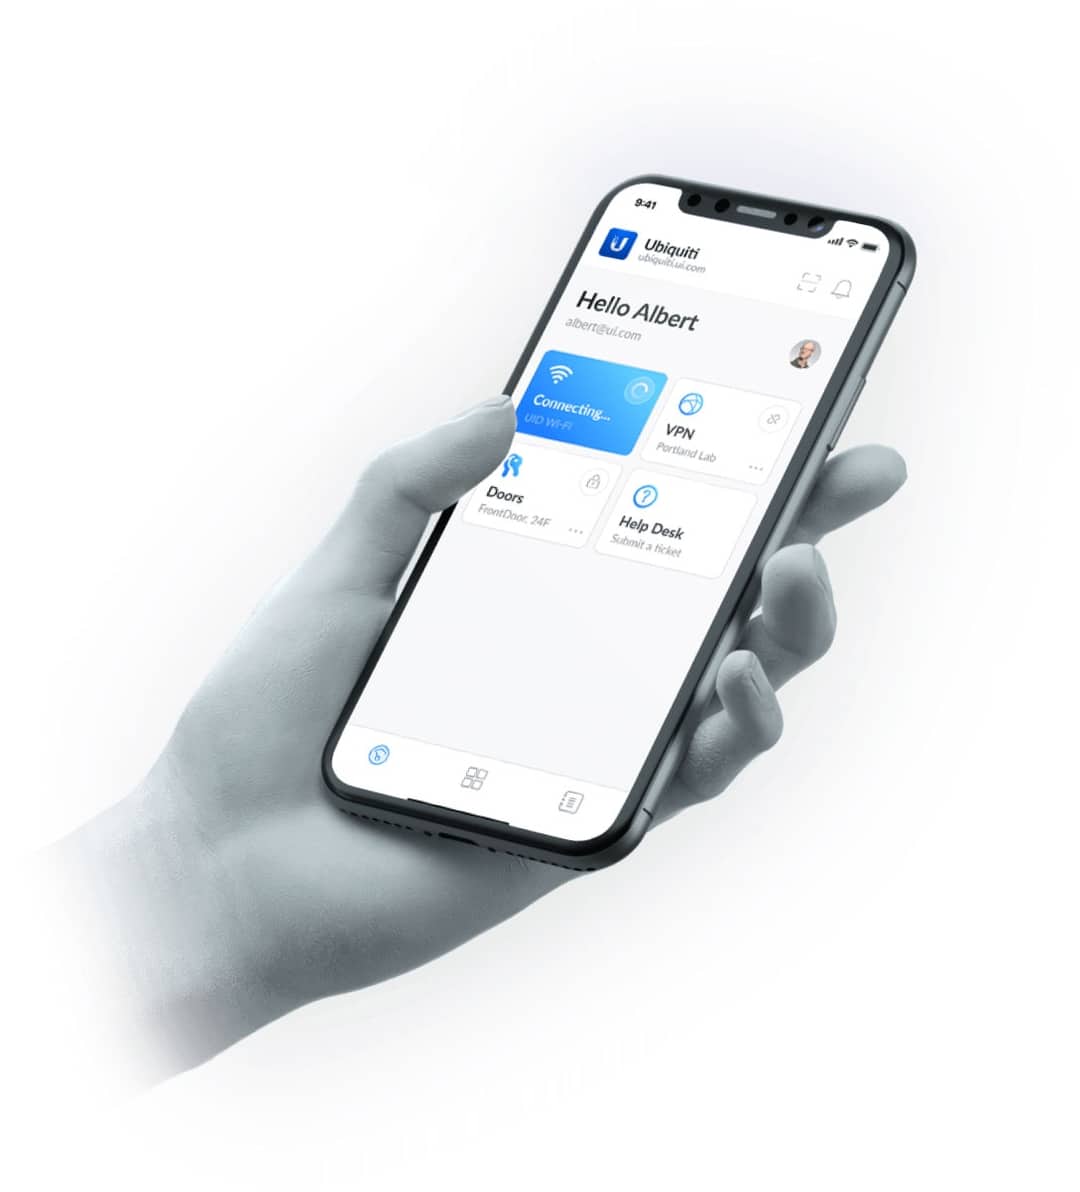 9:41
Ubiquiti
ubiquiti.ui.com
Hello Albert
albert@ui.com
Connecting...
UID Wi-Fi
VPN
Portland Lab
Doors
FrontDoor, 24F
Help Desk
Submit a ticket